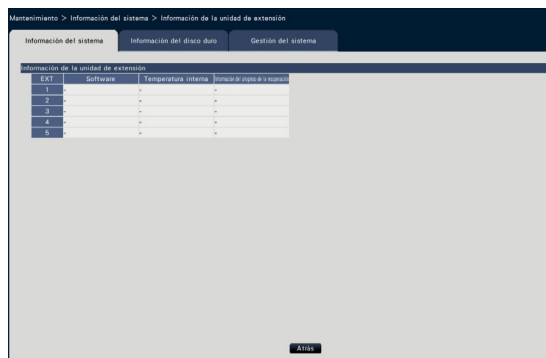 Mantenimiento > Información del sistema > Información de la unidad de extensión
Información del sistema Información del disco duro Gestión del sistema
Información de la unidad de extensión
EXT Software Temperatura interna Información del progreso de la recuperación
1 - - -
2 - - -
3 - - -
4 - - -
5 - - -
Atrás